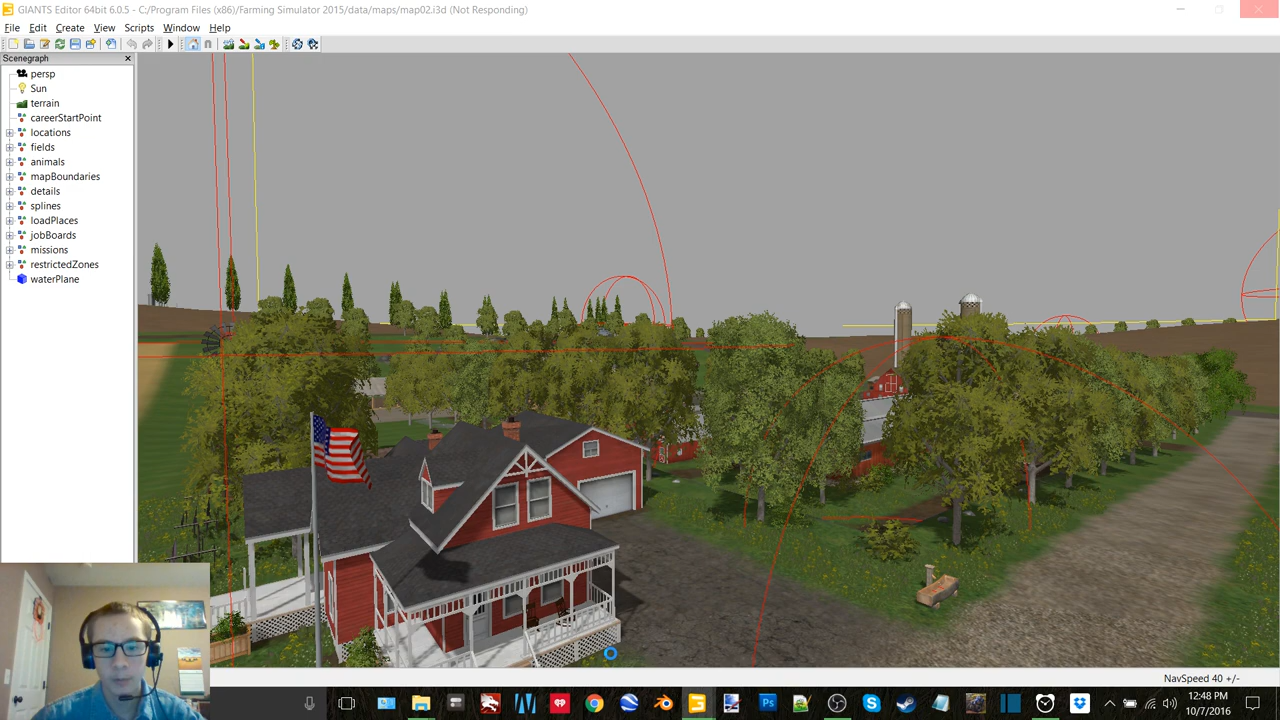 GIANTS Editor 64bit 6.0.5 - C:/Program Files (x86)/Farming Simulator 2015/data/maps/map02.i3d (Not Responding)
File Edit Create View Scripts Window Help
Scenegraph
persp
Sun
terrain
careerStartPoint
locations
fields
animals
mapBoundaries
details
splines
loadPlaces
jobBoards
missions
restrictedZones
waterPlane
NavSpeed 40 +/-
Ps
12:48 PM
10/7/2016